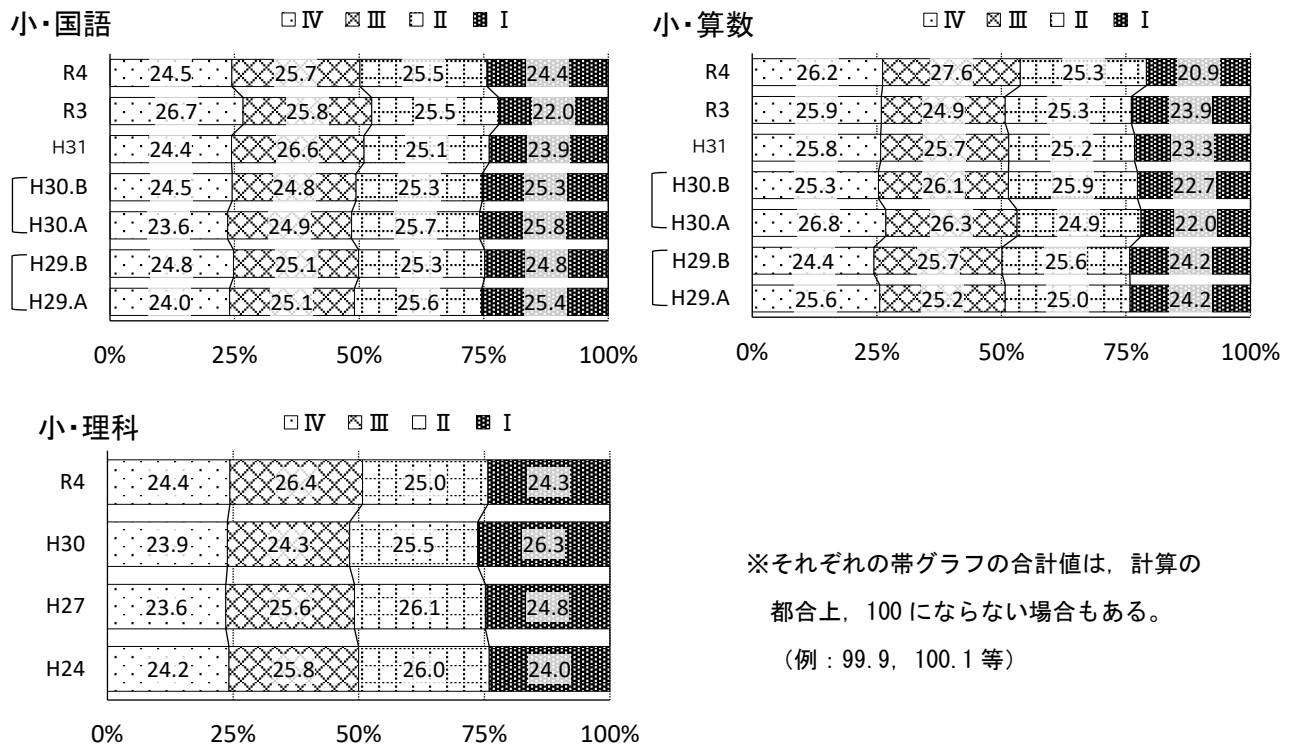 小・国語
□ Ⅳ ⊠ Ⅲ □ Ⅱ ■ Ⅰ
R4 24.5 25.7 25.5 24.4
R3 26.7 25.8 25.5 22.0
H31 24.4 26.6 25.1 23.9
H30.B 24.5 24.8 25.3 25.3
H30.A 23.6 24.9 25.7 25.8
H29.B 24.8 25.1 25.3 24.8
H29.A 24.0 25.1 25.6 25.4
0% 25% 50% 75% 100%
小・算数
□ Ⅳ ⊠ Ⅲ □ Ⅱ ■ Ⅰ
R4 26.2 27.6 25.3 20.9
R3 25.9 24.9 25.3 23.9
H31 25.8 25.7 25.2 23.3
H30.B 25.3 26.1 25.9 22.7
H30.A 26.8 26.3 24.9 22.0
H29.B 24.4 25.7 25.6 24.2
H29.A 25.6 25.2 25.0 24.2
0% 25% 50% 75% 100%
小・理科
□ Ⅳ ⊠ Ⅲ □ Ⅱ ■ Ⅰ
R4 24.4 26.4 25.0 24.3
H30 23.9 24.3 25.5 26.3
H27 23.6 25.6 26.1 24.8
H24 24.2 25.8 26.0 24.0
0% 25% 50% 75% 100%
※それぞれの帯グラフの合計値は，計算の
都合上，100 にならない場合もある。
（例：99.9，100.1 等）